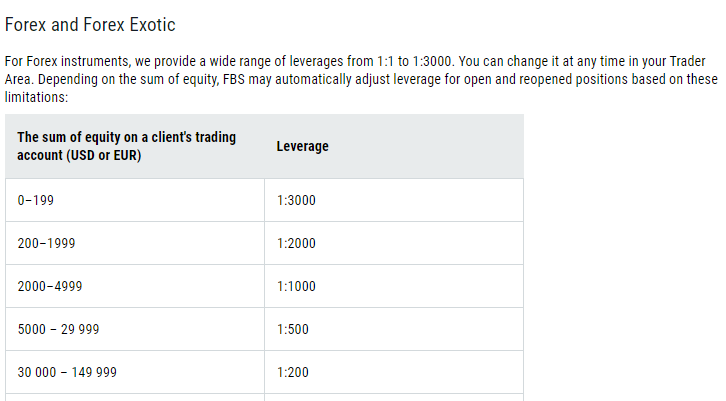 Forex and Forex Exotic
For Forex instruments, we provide a wide range of leverages from 1:1 to 1:3000. You can change it at any time in your Trader
Area. Depending on the sum of equity, FBS may automatically adjust leverage for open and reopened positions based on these
limitations:
The sum of equity on a client's trading
account (USD or EUR)
Leverage
0–199
1:3000
200–1999
1:2000
2000–4999
1:1000
5000 – 29 999
1:500
30 000 – 149 999
1:200